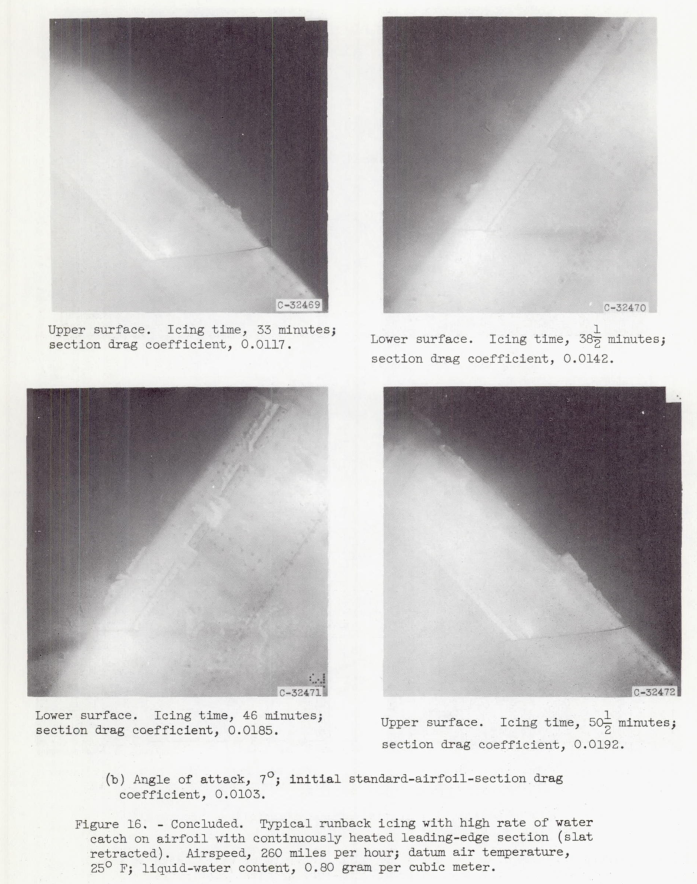 C-32469
C-32470
Upper surface. Icing time, 33 minutes;
section drag coefficient, 0.0117.
Lower surface. Icing time, 38 1/2 minutes;
section drag coefficient, 0.0142.
C-32471
C-32472
Lower surface. Icing time, 46 minutes;
section drag coefficient, 0.0185.
Upper surface. Icing time, 50 1/2 minutes;
section drag coefficient, 0.0192.
(b) Angle of attack, 7°; initial standard-airfoil-section drag
coefficient, 0.0103.
Figure 16. - Concluded. Typical runback icing with high rate of water
catch on airfoil with continuously heated leading-edge section (slat
retracted). Airspeed, 260 miles per hour; datum air temperature,
25° F; liquid-water content, 0.80 gram per cubic meter.